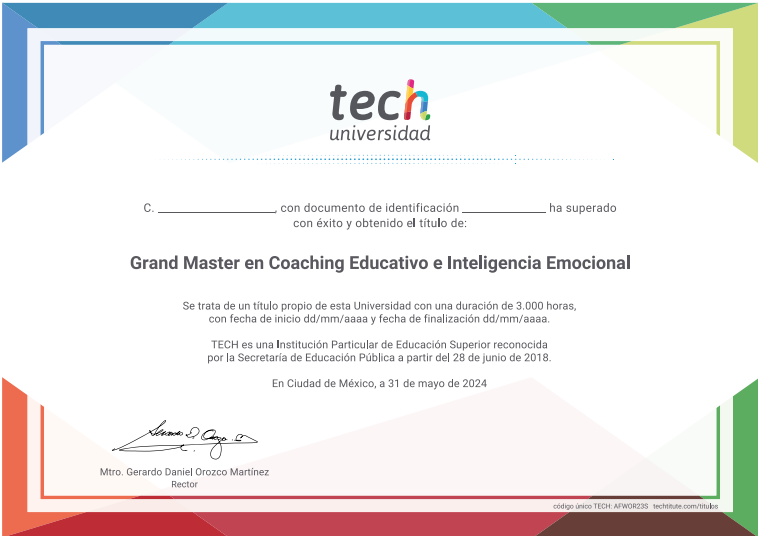 tech
universidad
C. ____________________, con documento de identificación ______________ ha superado
con éxito y obtenido el título de:
Grand Master en Coaching Educativo e Inteligencia Emocional
Se trata de un título propio de esta Universidad con una duración de 3.000 horas,
con fecha de inicio dd/mm/aaaa y fecha de finalización dd/mm/aaaa.
TECH es una Institución Particular de Educación Superior reconocida
por la Secretaría de Educación Pública a partir del 28 de junio de 2018.
En Ciudad de México, a 31 de mayo de 2024
Mtro. Gerardo Daniel Orozco Martínez
Rector
código único TECH: AFWOR23S techtitute.com/titulos